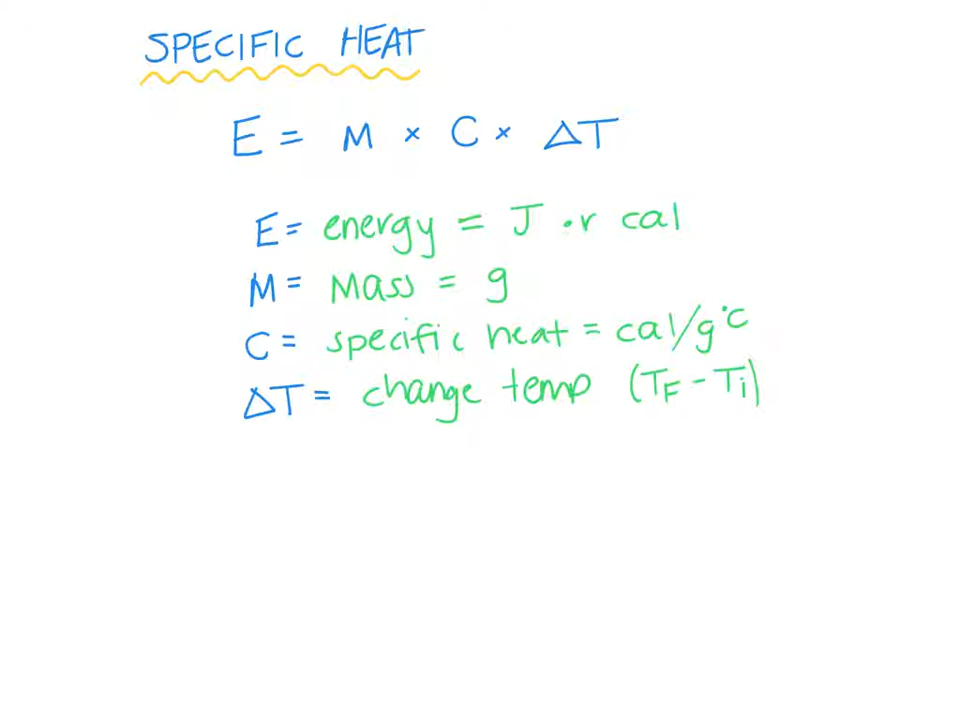 SPECIFIC HEAT
E = M × C × ΔT
E = energy = J or cal
M = Mass = g
C = specific heat = cal/g°C
ΔT = change temp (TF - Ti)